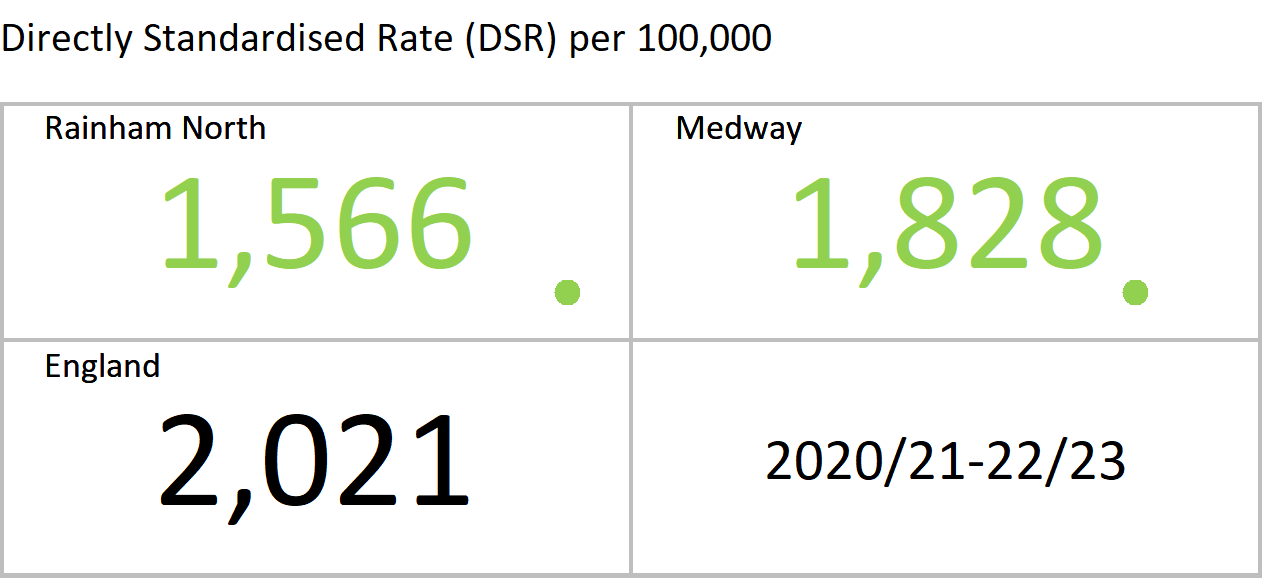 Directly Standardised Rate (DSR) per 100,000
Rainham North
1,566
Medway
1,828
England
2,021
2020/21-22/23